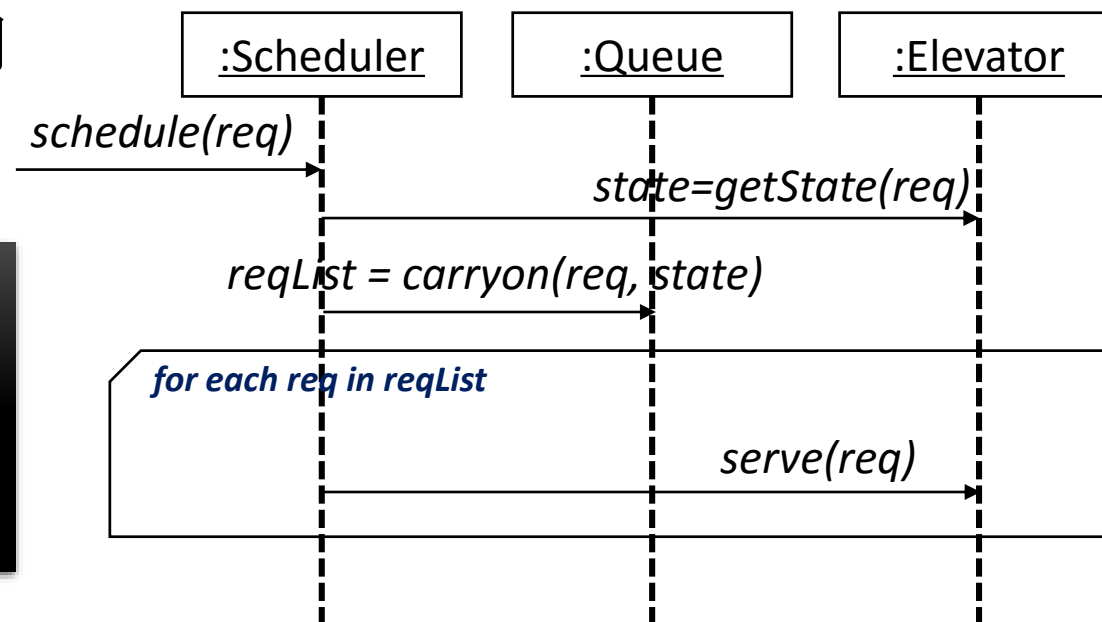 :Scheduler
:Queue
:Elevator
schedule(req)
state=getState(req)
reqList = carryon(req, state)
for each req in reqList
serve(req)